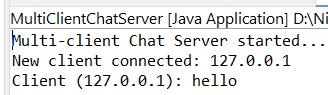 MultiClientChatServer [Java Application] D:\Ni
Multi-client Chat Server started...
New client connected: 127.0.0.1
Client (127.0.0.1): hello